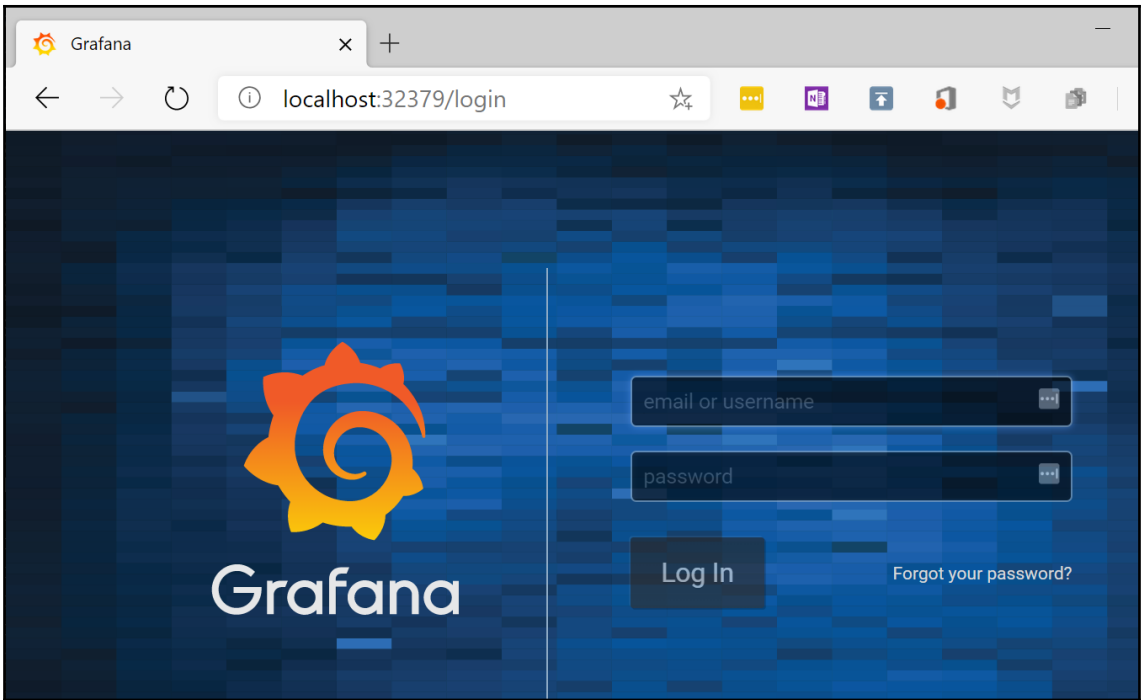 Grafana
localhost:32379/login
email or username
password
Log In
Forgot your password?
Grafana